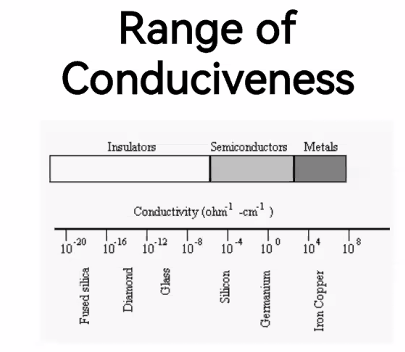 Range of
Conduciveness
Insulators Semiconductors Metals
Conductivity (ohm-1 -cm-1 )
10-20 10-16 10-12 10-8 10-4 10 0 10 4 10 8
Fused silica Diamond Glass Silicon Germanium Iron Copper